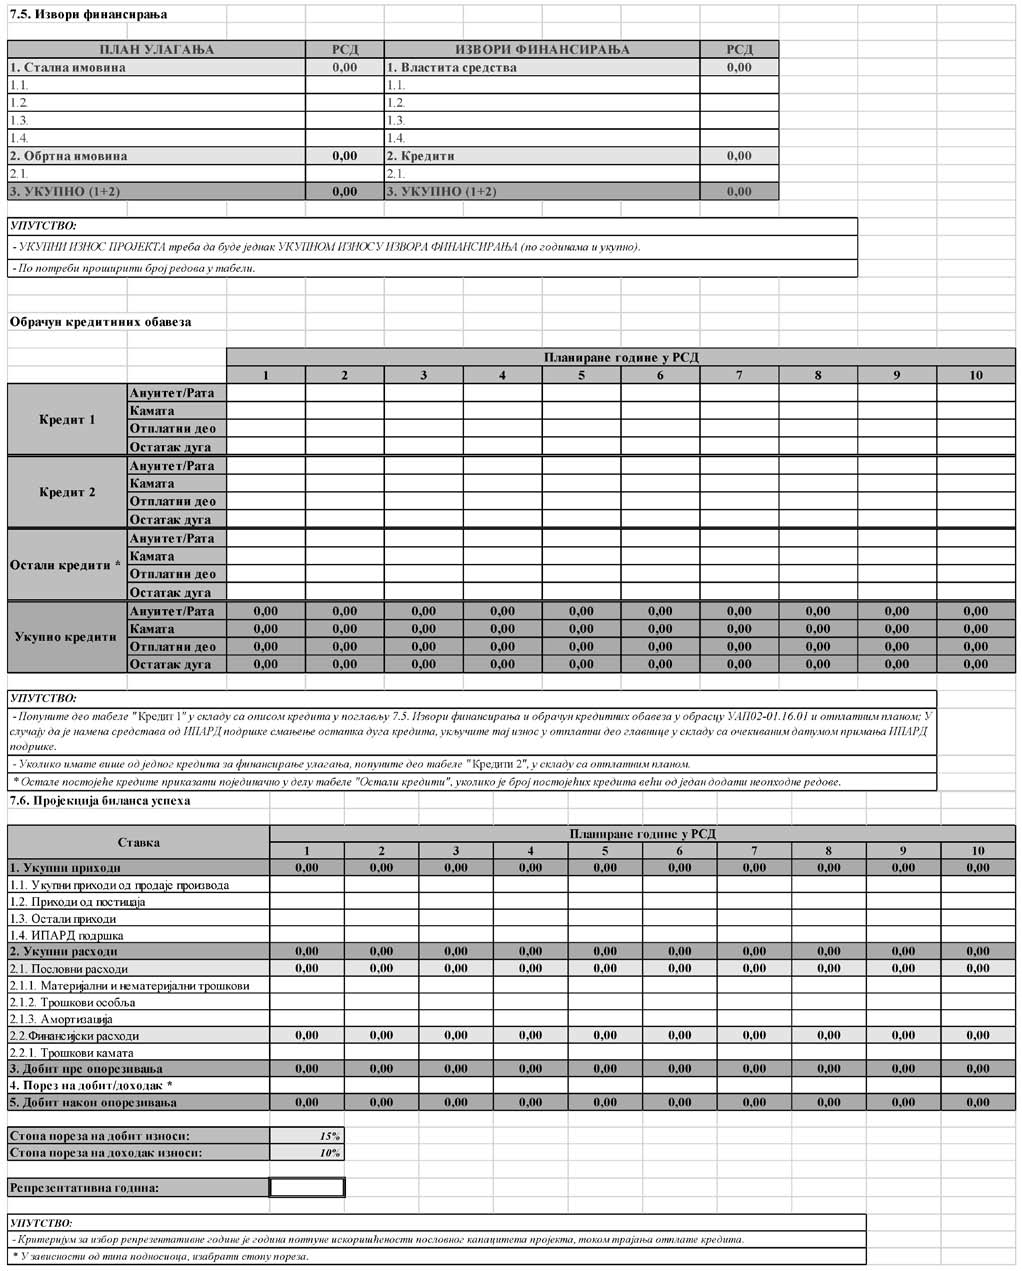 7.5. Извори финансирања
ПЛАН УЛАГАЊА РСД ИЗВОРИ ФИНАНСИРАЊА РСД
1. Стална имовина 0,00 1. Властита средства 0,00
1.1. 1.1.
1.2. 1.2.
1.3. 1.3.
1.4. 1.4.
2. Обртна имовина 0,00 2. Кредити 0,00
2.1. 2.1.
3. УКУПНО (1+2) 0,00 3. УКУПНО (1+2) 0,00
УПУТСТВО:
- УКУПНИ ИЗНОС ПРОЈЕКТА треба да буде једнак УКУПНОМ ИЗНОСУ ИЗВОРА ФИНАНСИРАЊА (по годинама и укупно).
- По потреби проширити број редова у табели.
Обрачун кредитиних обавеза
Планиране године у РСД
1 2 3 4 5 6 7 8 9 10
Кредит 1
Ануитет/Рата
Камата
Отплатни део
Остатак дуга
Кредит 2
Ануитет/Рата
Камата
Отплатни део
Остатак дуга
Остали кредити *
Ануитет/Рата
Камата
Отплатни део
Остатак дуга
Укупно кредити
Ануитет/Рата 0,00 0,00 0,00 0,00 0,00 0,00 0,00 0,00 0,00 0,00
Камата 0,00 0,00 0,00 0,00 0,00 0,00 0,00 0,00 0,00 0,00
Отплатни део 0,00 0,00 0,00 0,00 0,00 0,00 0,00 0,00 0,00 0,00
Остатак дуга 0,00 0,00 0,00 0,00 0,00 0,00 0,00 0,00 0,00 0,00
УПУТСТВО:
- Попуните део табеле "Кредит 1" у складу са описом кредита у поглављу 7.5. Извори финансирања и обрачун кредитних обавеза у обрасцу УАП02-01.16.01 и отплатним планом; У
случају да је намена средстава од ИПАРД подршке смањење остатка дуга кредита, укључите тај износ у отплатни део главнице у складу са очекиваним датумом примања ИПАРД
подршке.
- Уколико имате више од једног кредита за финансирање улагања, попуните део табеле "Кредити 2", у складу са отплатним планом.
* Остале постојеће кредите приказати појединачно у делу табеле "Остали кредити", уколико је број постојећих кредита већи од један додати неопходне редове.
7.6. Пројекција биланса успеха
Ставка Планиране године у РСД
1 2 3 4 5 6 7 8 9 10
1. Укупни приходи 0,00 0,00 0,00 0,00 0,00 0,00 0,00 0,00 0,00 0,00
1.1. Укупни приходи од продаје производа
1.2. Приходи од постицаја
1.3. Остали приходи
1.4. ИПАРД подршка
2. Укупни расходи 0,00 0,00 0,00 0,00 0,00 0,00 0,00 0,00 0,00 0,00
2.1. Пословни расходи 0,00 0,00 0,00 0,00 0,00 0,00 0,00 0,00 0,00 0,00
2.1.1. Материјални и нематеријални трошкови
2.1.2. Трошкови особља
2.1.3. Амортизација
2.2.Финансијски расходи 0,00 0,00 0,00 0,00 0,00 0,00 0,00 0,00 0,00 0,00
2.2.1. Трошкови камата
3. Добит пре опорезивања 0,00 0,00 0,00 0,00 0,00 0,00 0,00 0,00 0,00 0,00
4. Порез на добит/доходак *
5. Добит након опорезивања 0,00 0,00 0,00 0,00 0,00 0,00 0,00 0,00 0,00 0,00
Стопа пореза на добит износи: 15%
Стопа пореза на доходак износи: 10%
Репрезентативна година:
УПУТСТВО:
- Критеријум за избор репрезентативне године је година потпуне искоришћености пословног капацитета пројекта, током трајања отплате кредита.
* У зависности од типа подносиоца, изабрати стопу пореза.